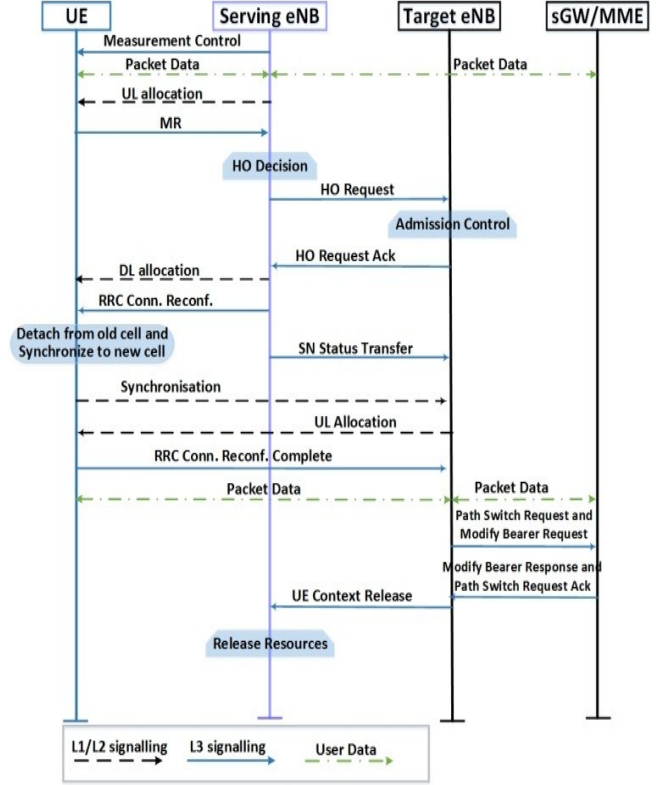 UE
Serving eNB
Target eNB
sGW/MME
Measurement Control
Packet Data
Packet Data
UL allocation
MR
HO Decision
HO Request
Admission Control
HO Request Ack
DL allocation
RRC Conn. Reconf.
Detach from old cell and
Synchronize to new cell
SN Status Transfer
Synchronisation
UL Allocation
RRC Conn. Reconf. Complete
Packet Data
Packet Data
Path Switch Request and
Modify Bearer Request
Modify Bearer Response and
Path Switch Request Ack
UE Context Release
Release Resources
L1/L2 signalling
L3 signalling
User Data